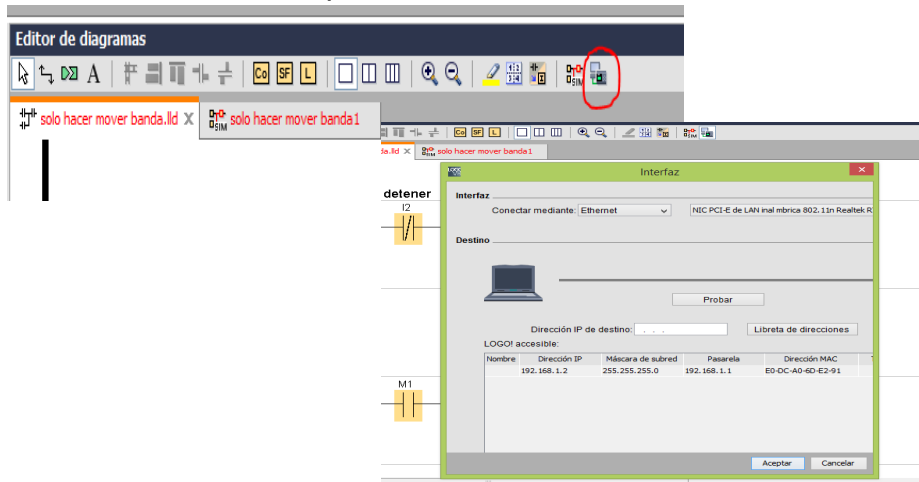 Editor de diagramas
A Co SF L
SIM
solo hacer mover banda.lld X
SIM solo hacer mover banda1
Co SF L
SIM
da.lld X
SIM solo hacer mover banda1
Interfaz
detener
I2
M1
Interfaz
Conectar mediante: Ethernet
NIC PCI-E de LAN inal mbrica 802.11n Realtek R
Destino
Probar
Dirección IP de destino: . . .
Libreta de direcciones
LOGO! accesible:
Nombre Dirección IP Máscara de subred Pasarela Dirección MAC
192.168.1.2 255.255.255.0 192.168.1.1 E0-DC-A0-6D-E2-91
Aceptar Cancelar